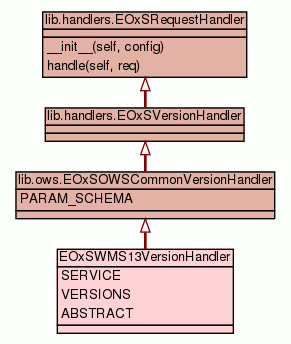 lib.handlers.EOxSRequestHandler
__init__(self, config)
handle(self, req)
lib.handlers.EOxSVersionHandler
lib.ows.EOxSOWSCommonVersionHandler
PARAM_SCHEMA
EOxSWMS13VersionHandler
SERVICE
VERSIONS
ABSTRACT